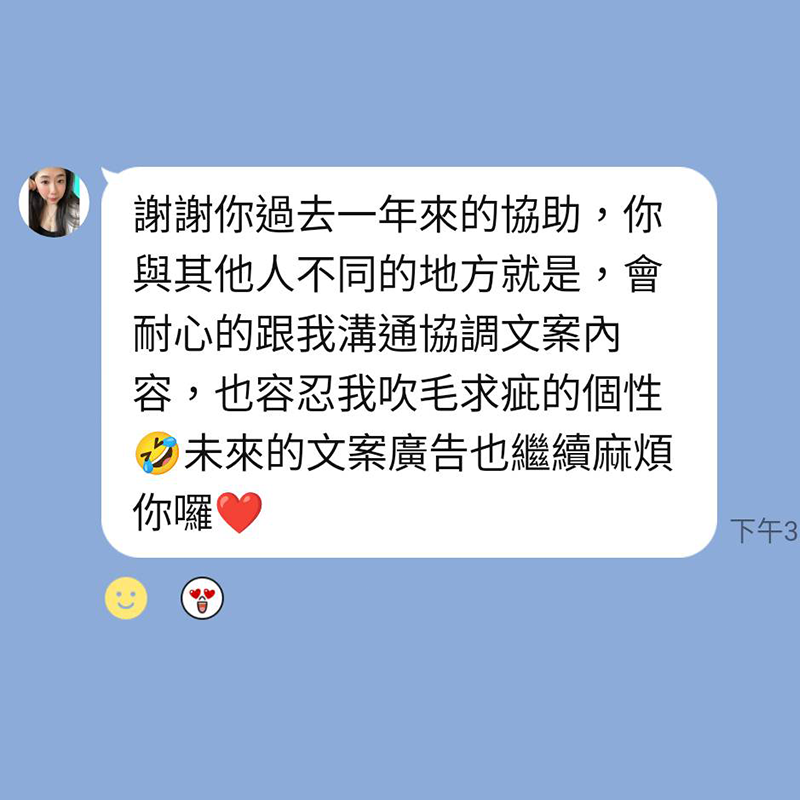 謝謝你過去一年來的協助，你
與其他人不同的地方就是，會
耐心的跟我溝通協調文案內
容，也容忍我吹毛求疵的個性
🤣未來的文案廣告也繼續麻煩
你囉❤️
下午3